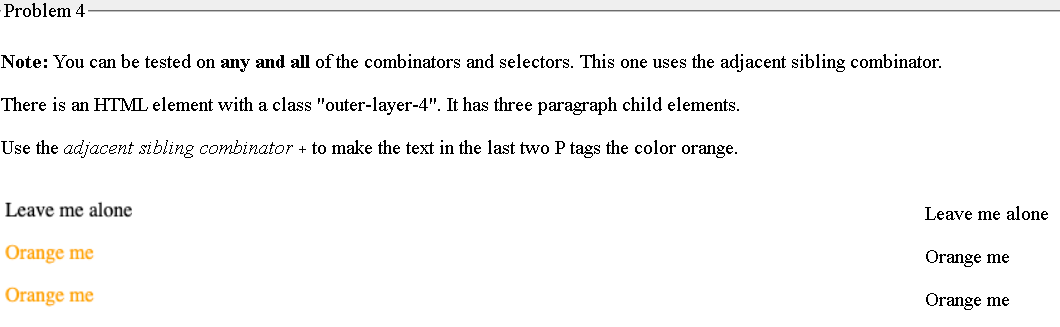 Problem 4
Note: You can be tested on any and all of the combinators and selectors. This one uses the adjacent sibling combinator.
There is an HTML element with a class "outer-layer-4". It has three paragraph child elements.
Use the adjacent sibling combinator + to make the text in the last two P tags the color orange.
Leave me alone
Orange me
Orange me
Leave me alone
Orange me
Orange me